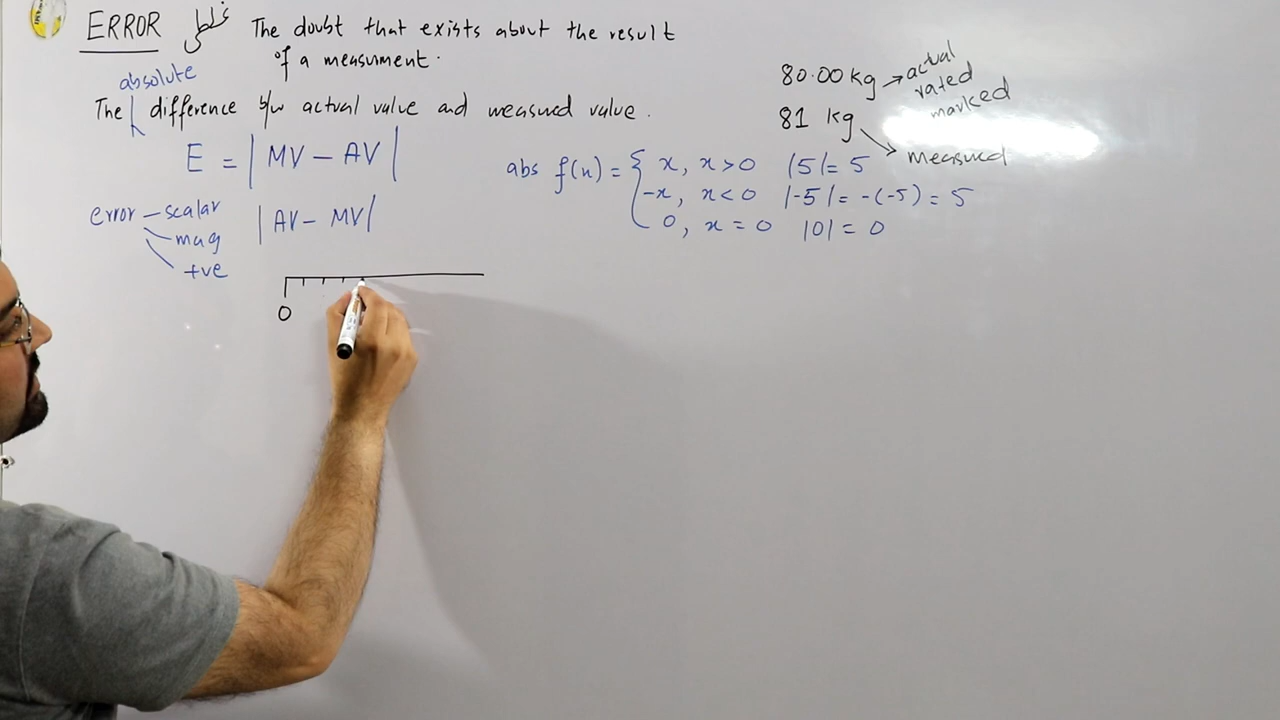 ERROR غلطی The doubt that exists about the result
of a measurment.
absolute
The difference b/w actual value and measured value.
E = | MV - AV |
error - scalar
mag
+ve
| AV - MV |
0
80.00 kg → actual
rated
marked
81 kg
measured
abs f(x) = { x, x > 0 |5| = 5
-x, x < 0 |-5| = -(-5) = 5
0, x = 0 |0| = 0